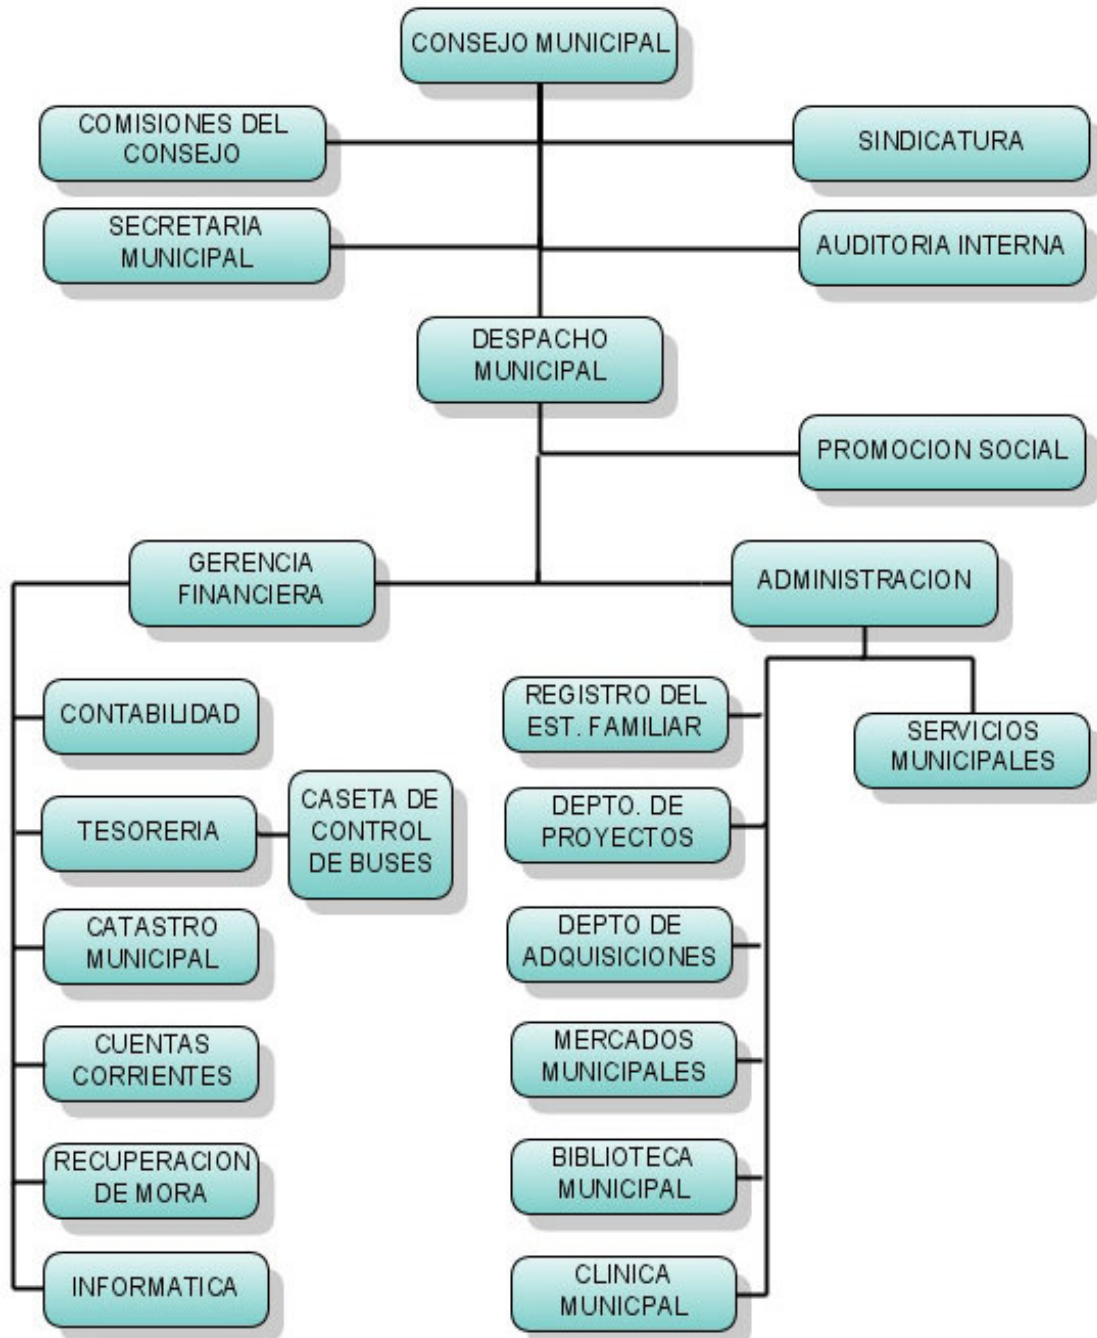 CONSEJO MUNICIPAL
COMISIONES DEL
CONSEJO
SINDICATURA
SECRETARIA
MUNICIPAL
AUDITORIA INTERNA
DESPACHO
MUNICIPAL
PROMOCION SOCIAL
GERENCIA
FINANCIERA
ADMINISTRACION
CONTABILIDAD
TESORERIA
CASETA DE
CONTROL
DE BUSES
CATASTRO
MUNICIPAL
CUENTAS
CORRIENTES
RECUPERACION
DE MORA
INFORMATICA
REGISTRO DEL
EST. FAMILIAR
SERVICIOS
MUNICIPALES
DEPTO. DE
PROYECTOS
DEPTO DE
ADQUISICIONES
MERCADOS
MUNICIPALES
BIBLIOTECA
MUNICIPAL
CLINICA
MUNICPAL